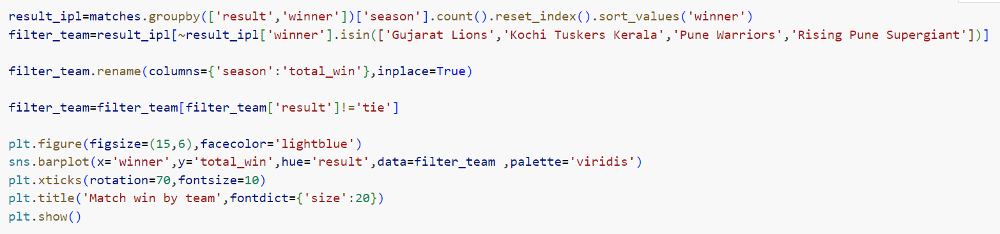 result_ipl=matches.groupby(['result','winner'])['season'].count().reset_index().sort_values('winner')
filter_team=result_ipl[~result_ipl['winner'].isin(['Gujarat Lions','Kochi Tuskers Kerala','Pune Warriors','Rising Pune Supergiant'])]
filter_team.rename(columns={'season':'total_win'},inplace=True)
filter_team=filter_team[filter_team['result']!='tie']
plt.figure(figsize=(15,6),facecolor='lightblue')
sns.barplot(x='winner',y='total_win',hue='result',data=filter_team ,palette='viridis')
plt.xticks(rotation=70,fontsize=10)
plt.title('Match win by team',fontdict={'size':20})
plt.show()